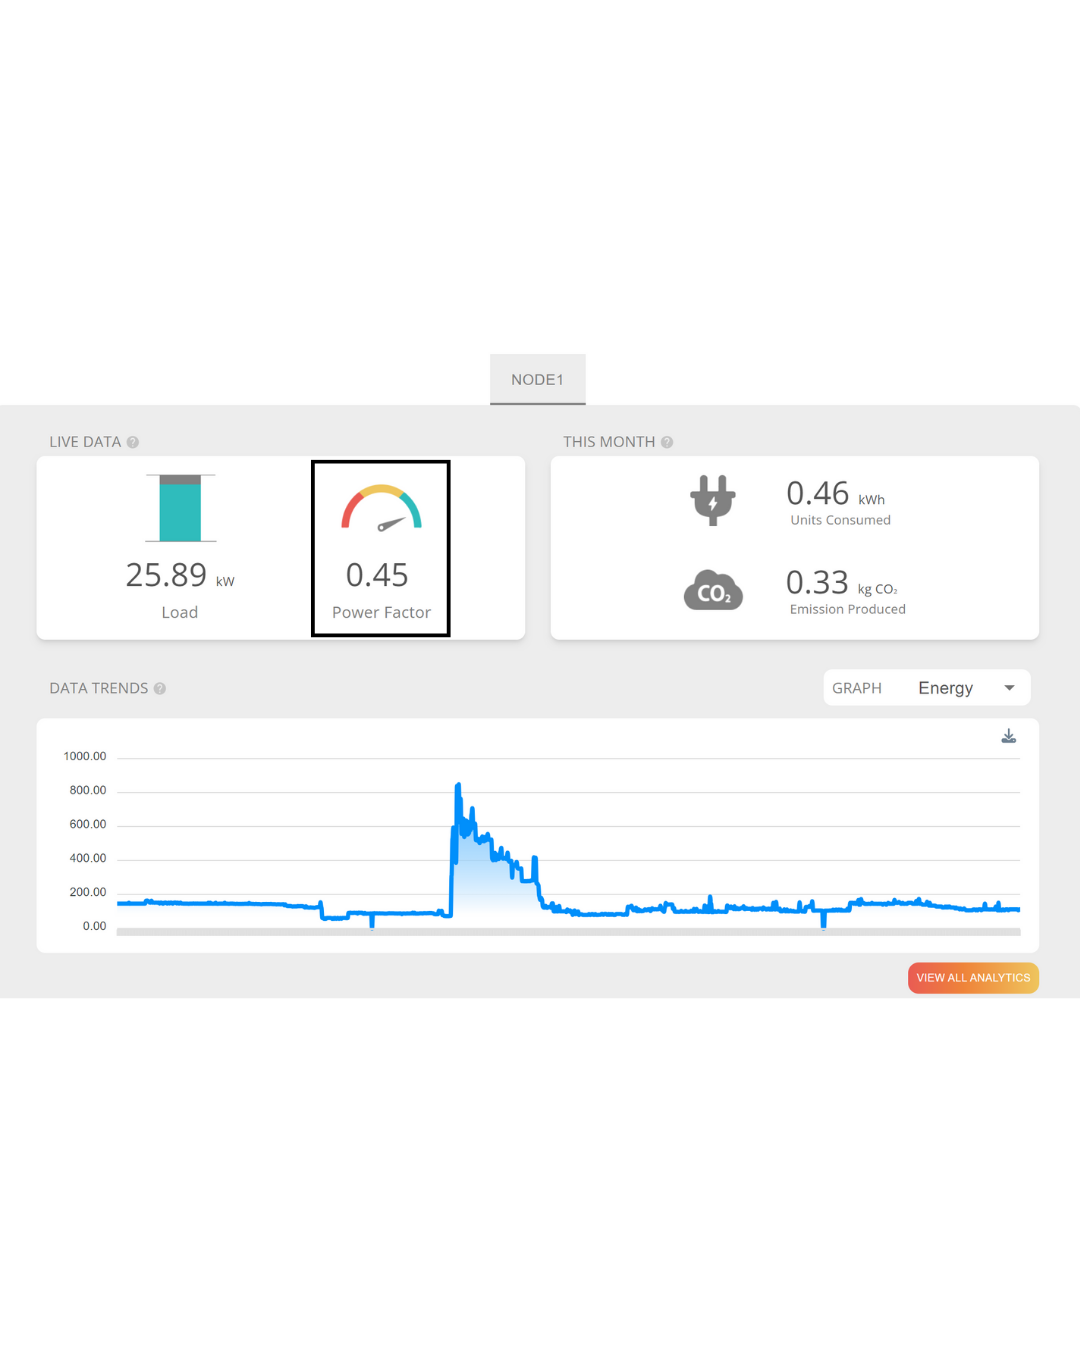 NODE1
LIVE DATA ?
THIS MONTH ?
25.89 kW
Load
0.45
Power Factor
0.46 kWh
Units Consumed
CO₂
0.33 kg CO₂
Emission Produced
DATA TRENDS ?
GRAPH Energy
1000.00
800.00
600.00
400.00
200.00
0.00
VIEW ALL ANALYTICS